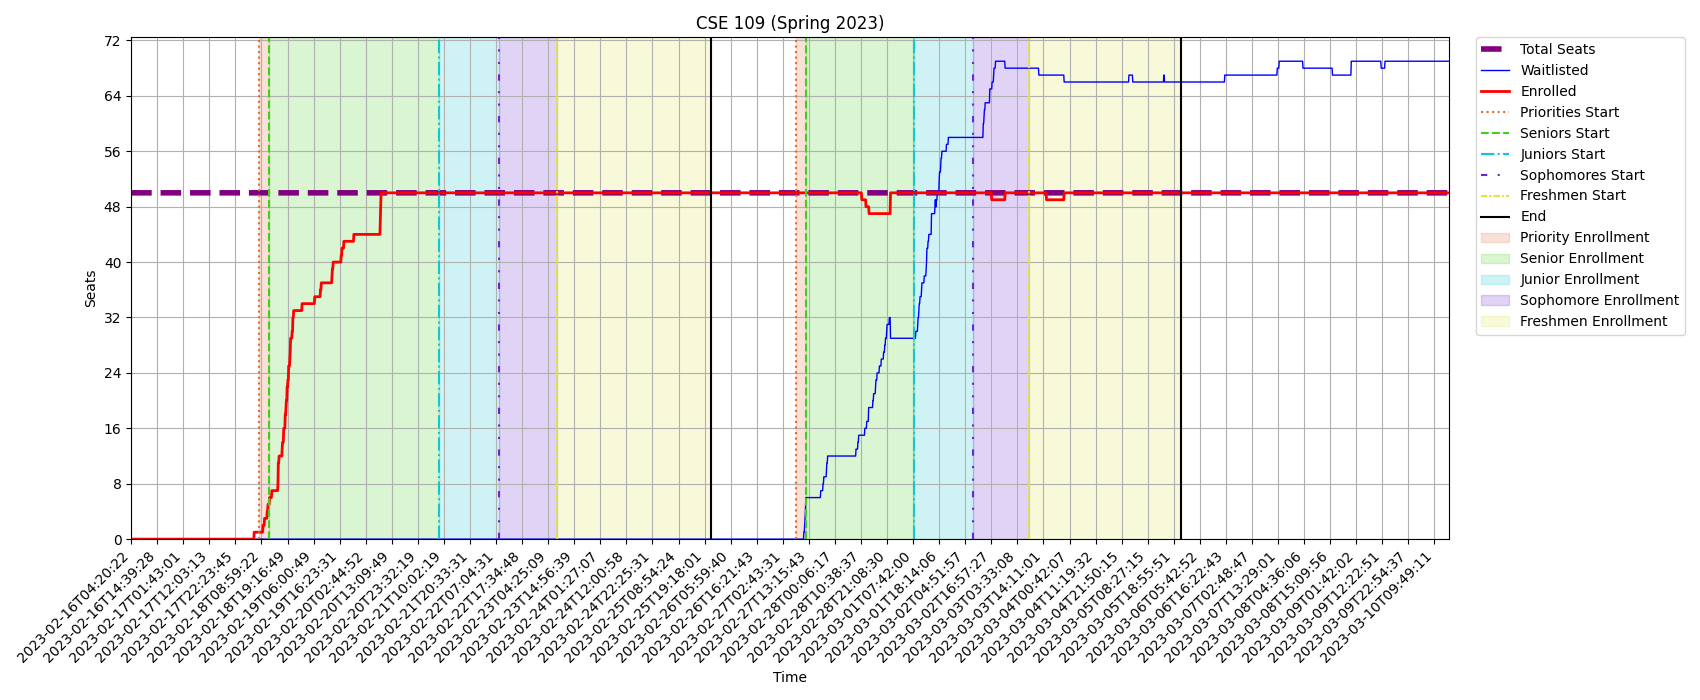 CSE 109 (Spring 2023)
72
64
56
48
40
32
24
16
8
0
Seats
2023-02-16T04:20:22
2023-02-16T14:39:28
2023-02-17T01:43:01
2023-02-17T12:03:13
2023-02-17T22:23:45
2023-02-18T08:59:22
2023-02-18T19:16:49
2023-02-19T06:00:49
2023-02-19T16:23:31
2023-02-20T02:44:52
2023-02-20T13:09:49
2023-02-20T23:32:19
2023-02-21T10:02:19
2023-02-21T20:33:31
2023-02-22T07:04:31
2023-02-22T17:34:48
2023-02-23T04:25:09
2023-02-23T14:56:39
2023-02-24T01:27:07
2023-02-24T12:00:58
2023-02-24T22:25:31
2023-02-25T08:54:24
2023-02-25T19:18:01
2023-02-26T05:59:40
2023-02-26T16:21:43
2023-02-27T02:43:31
2023-02-27T13:15:43
2023-02-28T00:06:17
2023-02-28T10:38:37
2023-02-28T21:08:30
2023-03-01T07:42:00
2023-03-01T18:14:06
2023-03-02T04:51:57
2023-03-02T16:57:27
2023-03-03T03:33:09
2023-03-03T14:11:01
2023-03-04T00:42:07
2023-03-04T11:19:32
2023-03-04T21:50:15
2023-03-05T08:27:15
2023-03-05T18:55:51
2023-03-06T05:42:52
2023-03-06T16:22:43
2023-03-07T02:48:47
2023-03-07T13:29:01
2023-03-08T04:36:06
2023-03-08T15:09:56
2023-03-09T01:42:02
2023-03-09T12:22:51
2023-03-09T22:54:37
2023-03-10T09:49:11
Time
Total Seats
Waitlisted
Enrolled
Priorities Start
Seniors Start
Juniors Start
Sophomores Start
Freshmen Start
End
Priority Enrollment
Senior Enrollment
Junior Enrollment
Sophomore Enrollment
Freshmen Enrollment